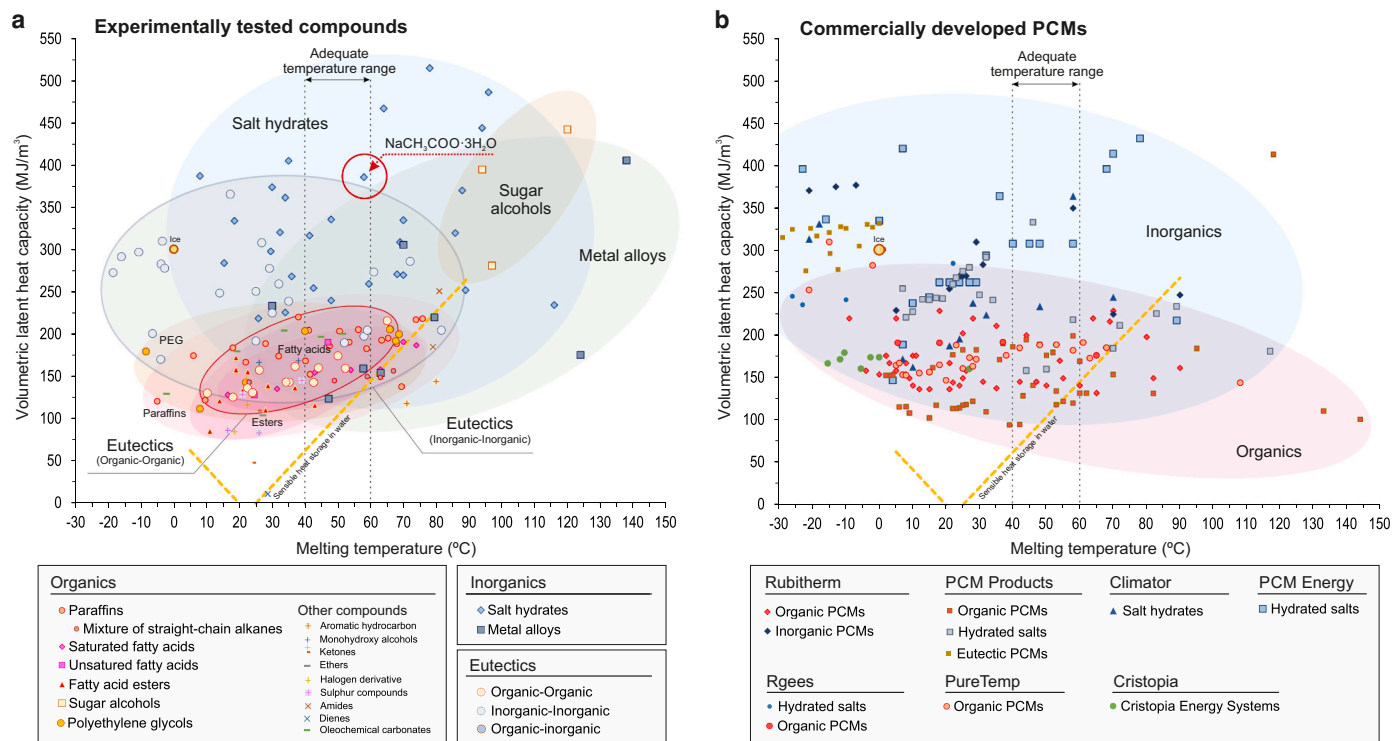 a
Experimentally tested compounds
Volumetric latent heat capacity (MJ/m³)
550
500
450
400
350
300
250
200
150
100
50
0
-30 -20 -10 0 10 20 30 40 50 60 70 80 90 100 110 120 130 140 150
Melting temperature (ºC)
Adequate
temperature range
Salt hydrates
NaCH₃COO·3H₂O
Sugar
alcohols
Metal alloys
Ice
PEG
Fatty acids
Paraffins
Esters
Eutectics
(Organic-Organic)
Eutectics
(Inorganic-Inorganic)
Sensible heat storage in water
Organics
Paraffins
Mixture of straight-chain alkanes
Saturated fatty acids
Unsatured fatty acids
Fatty acid esters
Sugar alcohols
Polyethylene glycols
Other compounds
Aromatic hydrocarbon
Monohydroxy alcohols
Ketones
Ethers
Halogen derivative
Sulphur compounds
Amides
Dienes
Oleochemical carbonates
Inorganics
Salt hydrates
Metal alloys
Eutectics
Organic-Organic
Inorganic-Inorganic
Organic-inorganic
b
Commercially developed PCMs
Volumetric latent heat capacity (MJ/m³)
550
500
450
400
350
300
250
200
150
100
50
0
-30 -20 -10 0 10 20 30 40 50 60 70 80 90 100 110 120 130 140 150
Melting temperature (ºC)
Adequate
temperature range
Inorganics
Ice
Organics
Sensible heat storage in water
Rubitherm
Organic PCMs
Inorganic PCMs
PCM Products
Organic PCMs
Hydrated salts
Eutectic PCMs
Climator
Salt hydrates
PCM Energy
Hydrated salts
Rgees
Hydrated salts
Organic PCMs
PureTemp
Organic PCMs
Cristopia
Cristopia Energy Systems